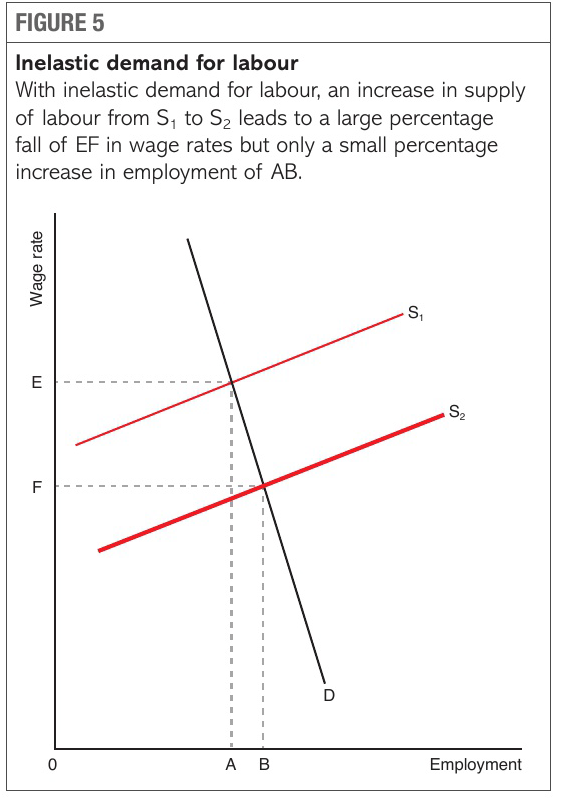 FIGURE 5
Inelastic demand for labour
With inelastic demand for labour, an increase in supply
of labour from S₁ to S₂ leads to a large percentage
fall of EF in wage rates but only a small percentage
increase in employment of AB.
Wage rate
S₁
E
S₂
F
D
0
A
B
Employment